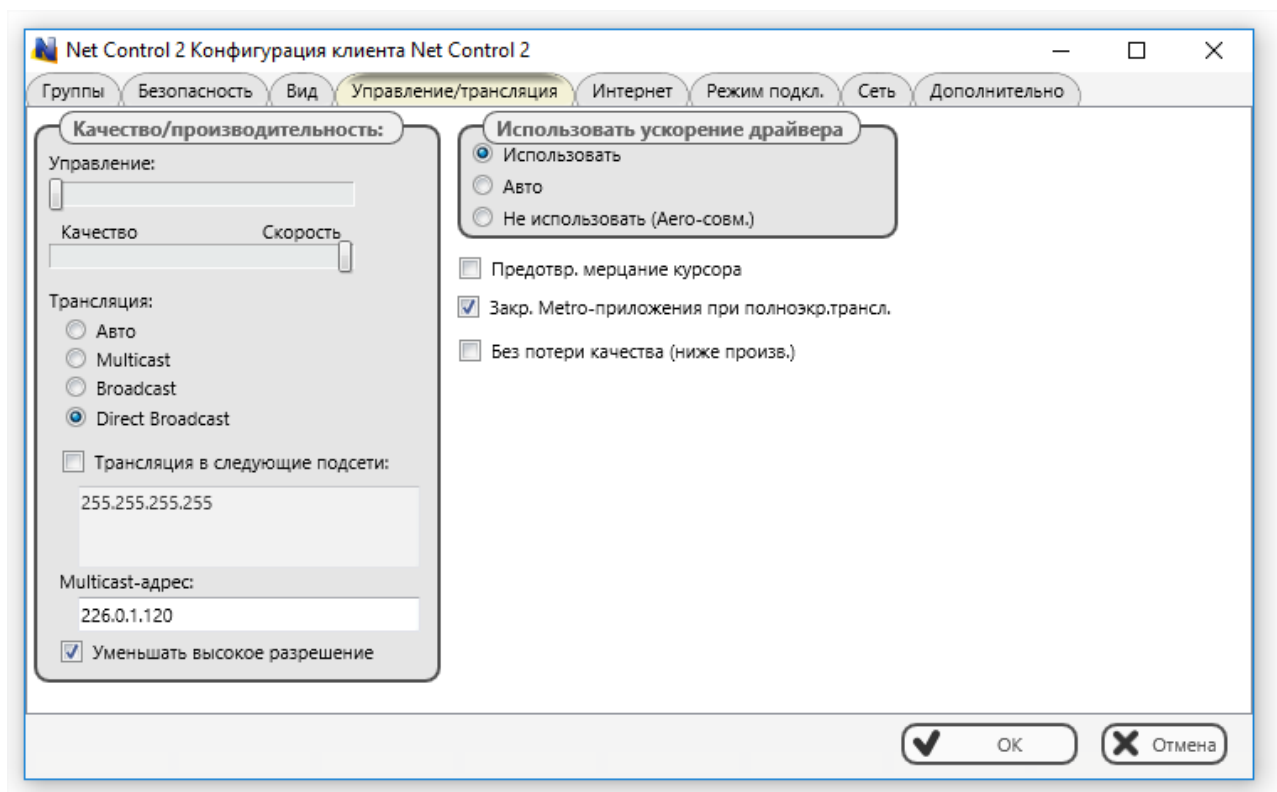 Net Control 2 Конфигурация клиента Net Control 2
Группы Безопасность Вид Управление/трансляция Интернет Режим подкл. Сеть Дополнительно
Качество/производительность:
Управление:
Качество Скорость
Трансляция:
Авто
Multicast
Broadcast
Direct Broadcast
Трансляция в следующие подсети:
255.255.255.255
Multicast-адрес:
226.0.1.120
Уменьшать высокое разрешение
Использовать ускорение драйвера
Использовать
Авто
Не использовать (Aero-совм.)
Предотвр. мерцание курсора
Закр. Metro-приложения при полноэкр.трансл.
Без потери качества (ниже произв.)
OK Отмена